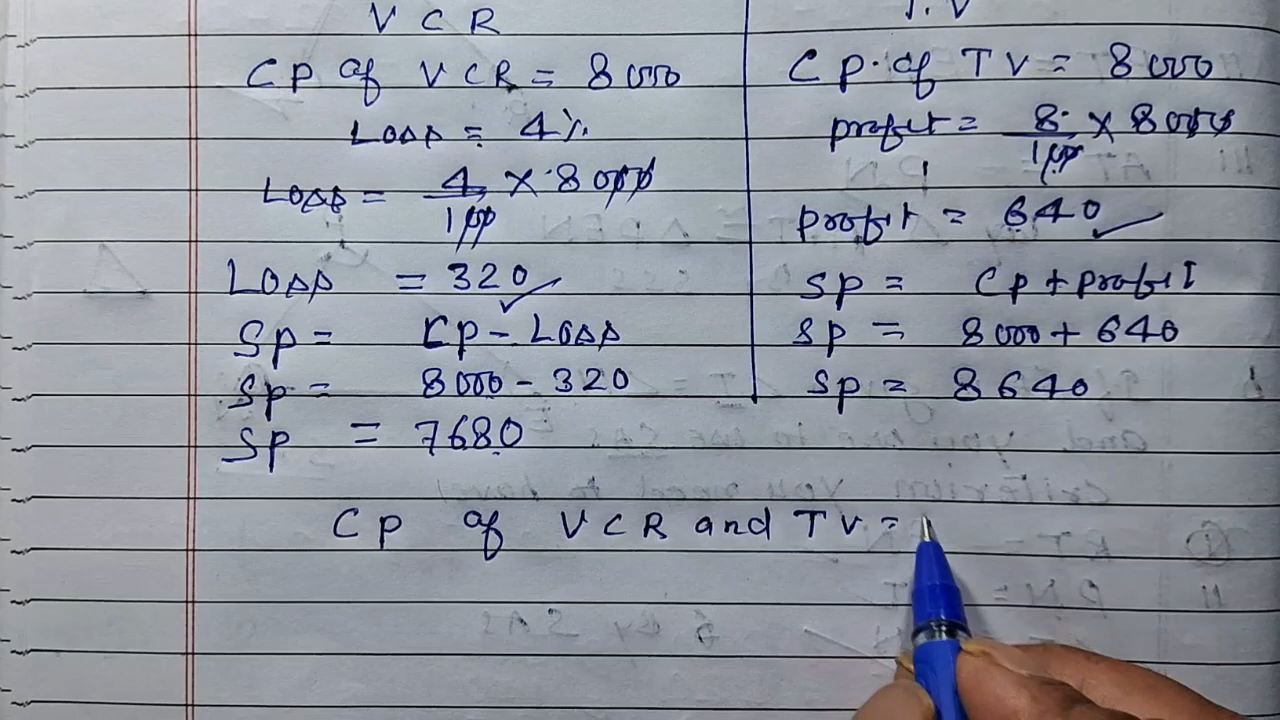 VCR
CP of VCR = 8000
Loss = 4%
Loss = 4/100 × 8000
Loss = 320
SP = CP - Loss
SP = 8000 - 320
SP = 7680
T.V
CP. of TV = 8000
profit = 8/100 × 8000
profit = 640
SP = CP + profit
SP = 8000 + 640
SP = 8640
CP of VCR and TV =